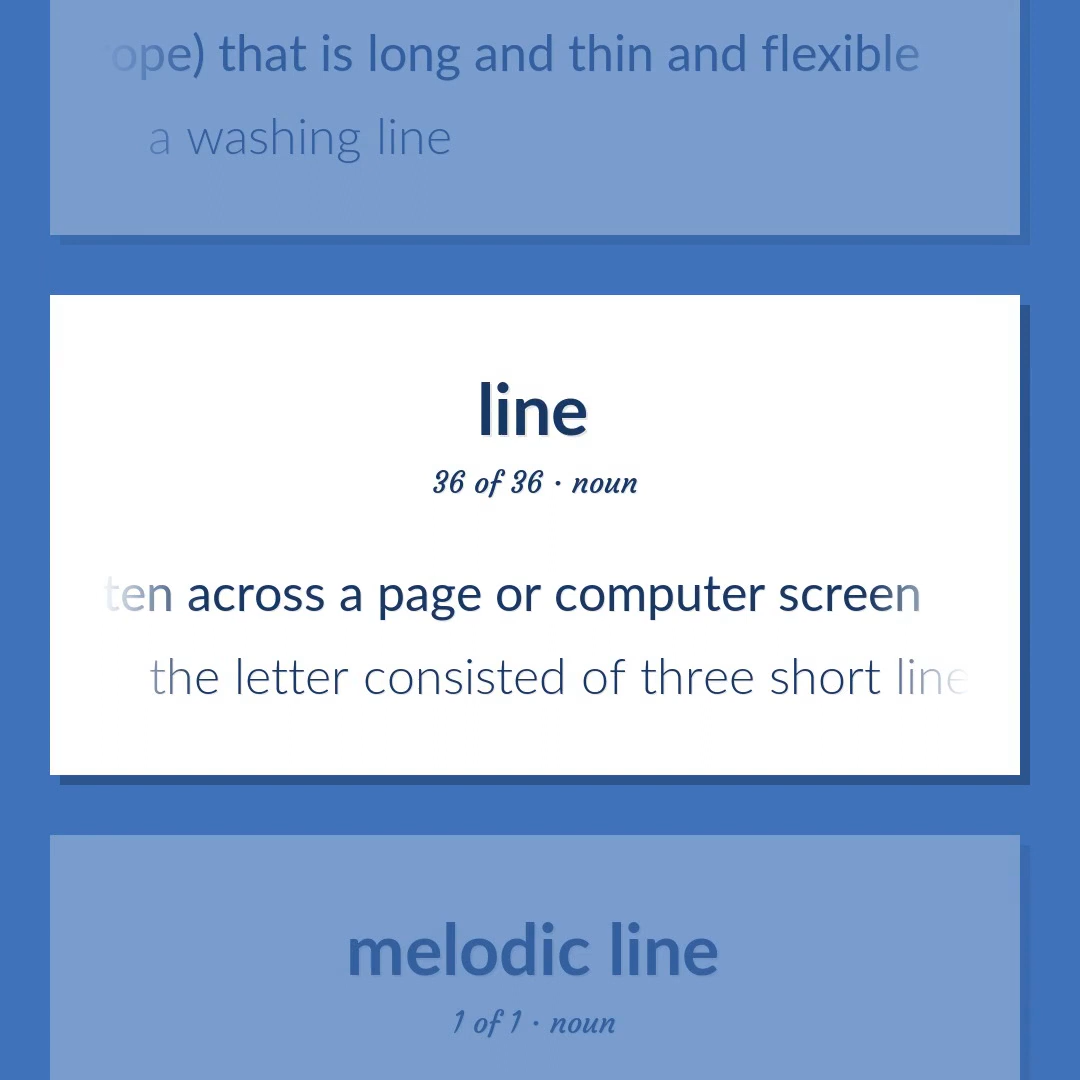 ope) that is long and thin and flexible
a washing line
line
36 of 36 · noun
ten across a page or computer screen
the letter consisted of three short line
melodic line
1 of 1 · noun